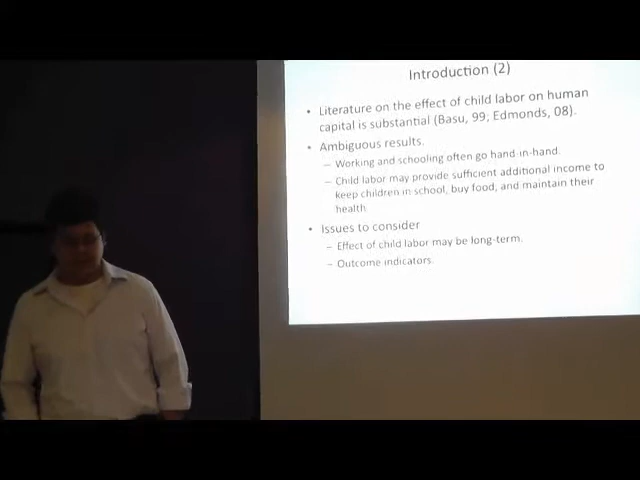 Introduction (2)
• Literature on the effect of child labor on human
capital is substantial (Basu, 99; Edmonds, 08).
• Ambiguous results.
– Working and schooling often go hand-in-hand.
– Child labor may provide sufficient additional income to
keep children in school, buy food, and maintain their
health.
• Issues to consider
– Effect of child labor may be long-term.
– Outcome indicators.